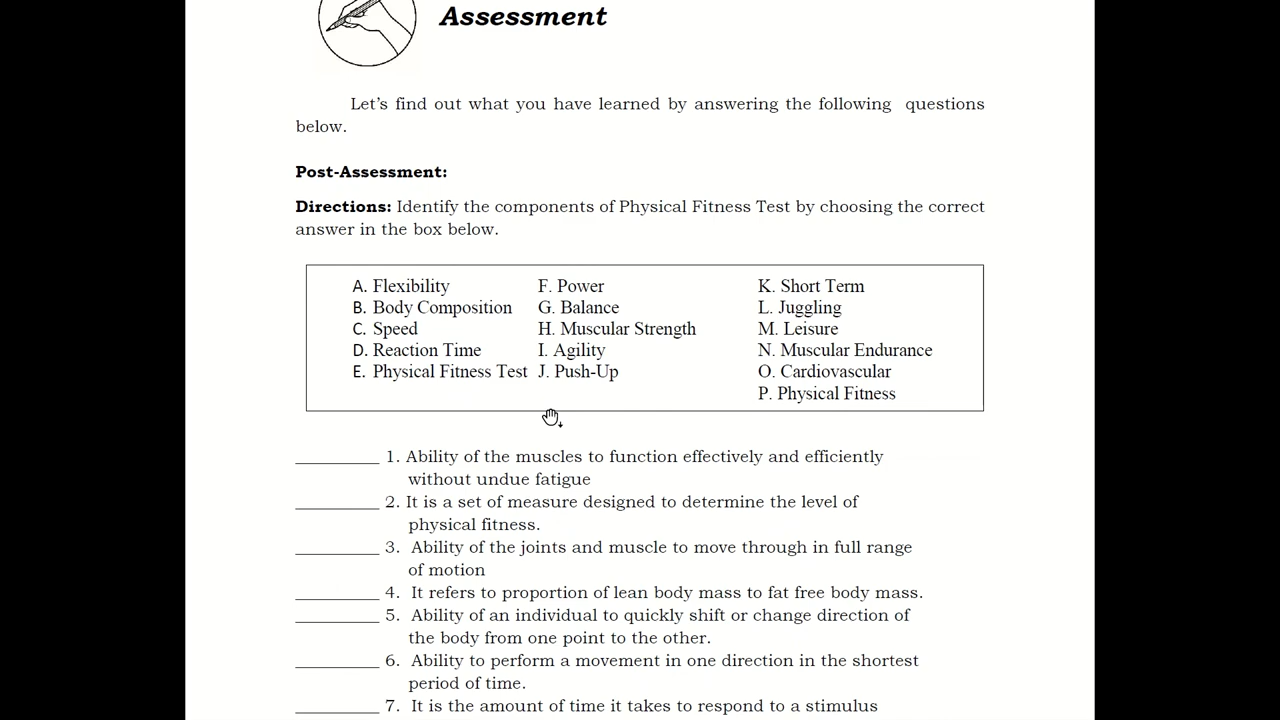 Assessment
Let's find out what you have learned by answering the following questions
below.
Post-Assessment:
Directions: Identify the components of Physical Fitness Test by choosing the correct
answer in the box below.
A. Flexibility
B. Body Composition
C. Speed
D. Reaction Time
E. Physical Fitness Test
F. Power
G. Balance
H. Muscular Strength
I. Agility
J. Push-Up
K. Short Term
L. Juggling
M. Leisure
N. Muscular Endurance
O. Cardiovascular
P. Physical Fitness
__________ 1. Ability of the muscles to function effectively and efficiently
without undue fatigue
__________ 2. It is a set of measure designed to determine the level of
physical fitness.
__________ 3. Ability of the joints and muscle to move through in full range
of motion
__________ 4. It refers to proportion of lean body mass to fat free body mass.
__________ 5. Ability of an individual to quickly shift or change direction of
the body from one point to the other.
__________ 6. Ability to perform a movement in one direction in the shortest
period of time.
__________ 7. It is the amount of time it takes to respond to a stimulus